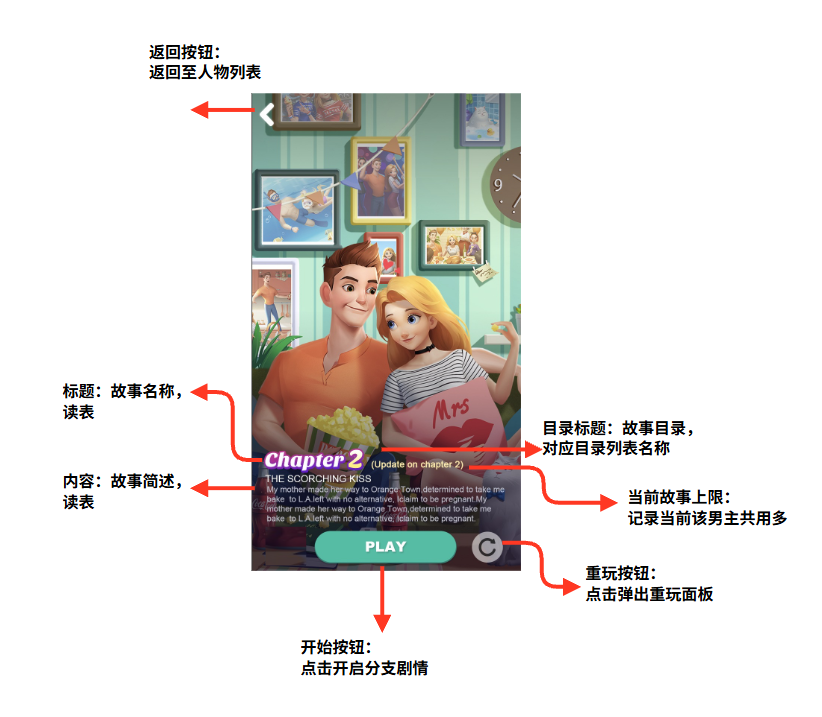 返回按钮：
返回至人物列表
9
标题：故事名称，
读表
Mrs
目录标题：故事目录，
对应目录列表名称
Chapter 2 (Update on chapter 2)
内容：故事简述，
读表
THE SCORCHING KISS
My mother made her way to Orange Town,determined to take me
bake to L.A.left with no alternative, Iclaim to be pregnant.My
mother made her way to Orange Town,determined to take me
bake to L.A.left with no alternative, Iclaim to be pregnant.
当前故事上限：
记录当前该男主共用多
PLAY
重玩按钮：
点击弹出重玩面板
开始按钮：
点击开启分支剧情